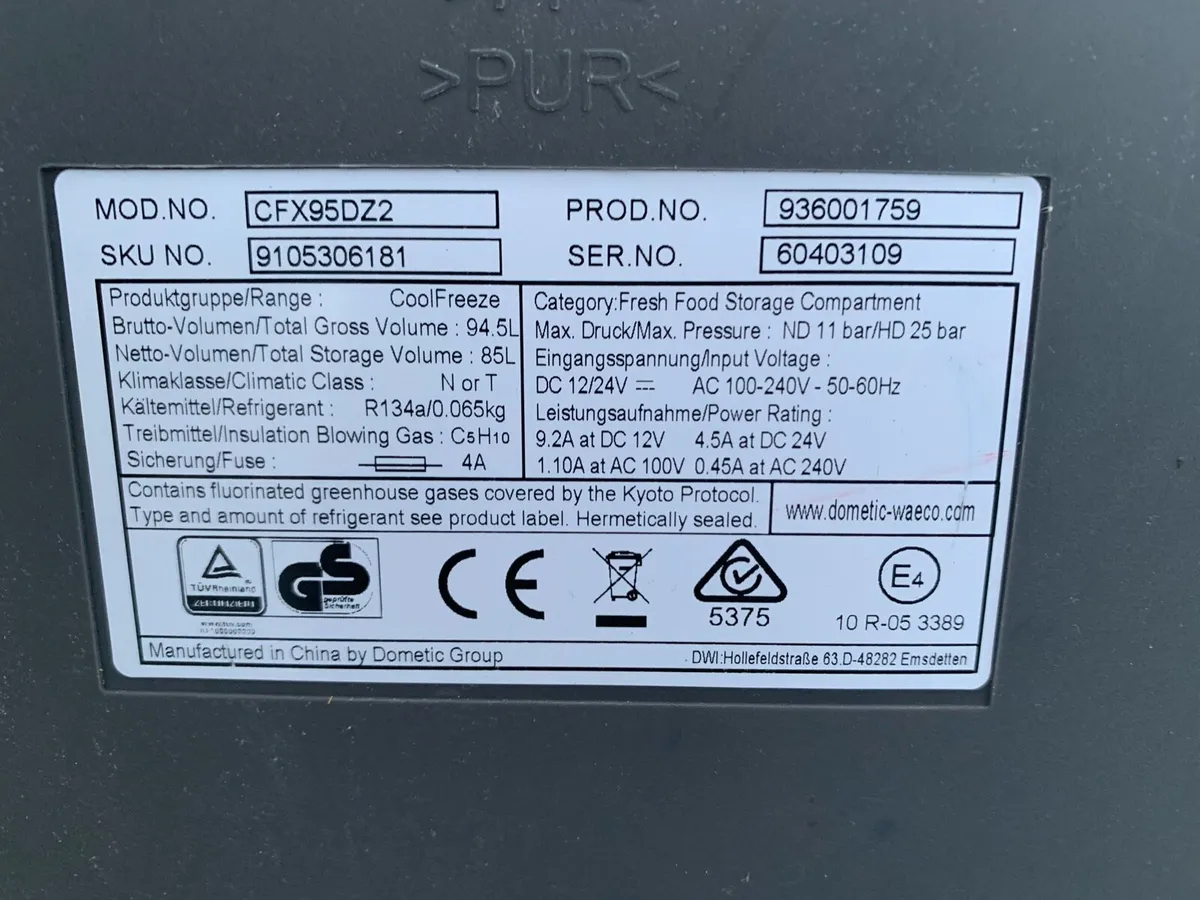 >PUR<
MOD.NO. CFX95DZ2 PROD.NO. 936001759
SKU NO. 9105306181 SER.NO. 60403109
Produktgruppe/Range : CoolFreeze
Brutto-Volumen/Total Gross Volume : 94.5L
Netto-Volumen/Total Storage Volume : 85L
Klimaklasse/Climatic Class : N or T
Kältemittel/Refrigerant : R134a/0.065kg
Treibmittel/Insulation Blowing Gas : C5H10
Sicherung/Fuse : 4A
Category:Fresh Food Storage Compartment
Max. Druck/Max. Pressure : ND 11 bar/HD 25 bar
Eingangsspannung/Input Voltage :
DC 12/24V ⎓ AC 100-240V - 50-60Hz
Leistungsaufnahme/Power Rating :
9.2A at DC 12V 4.5A at DC 24V
1.10A at AC 100V 0.45A at AC 240V
Contains fluorinated greenhouse gases covered by the Kyoto Protocol.
Type and amount of refrigerant see product label. Hermetically sealed.
www.dometic-waeco.com
TÜVRheinland
ZERTIFIZIERT
GS
geprüfte
Sicherheit
CE
5375
E4
10 R-05 3389
Manufactured in China by Dometic Group
DWI:Hollefeldstraße 63.D-48282 Emsdetten